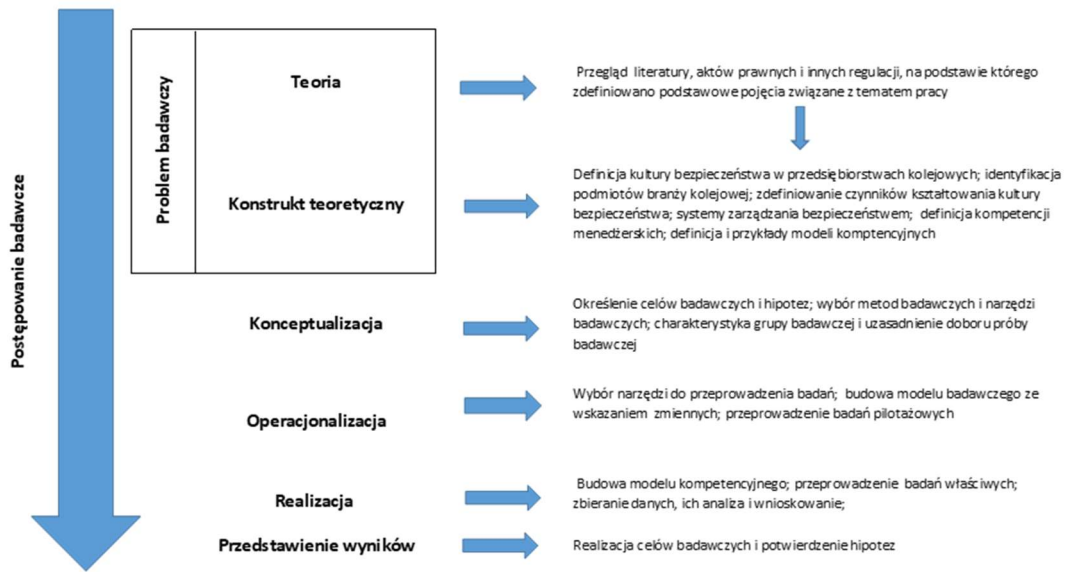 Postępowanie badawcze
Problem badawczy
Teoria
Przegląd literatury, aktów prawnych i innych regulacji, na podstawie którego
zdefiniowano podstawowe pojęcia związane z tematem pracy
Konstrukt teoretyczny
Definicja kultury bezpieczeństwa w przedsiębiorstwach kolejowych; identyfikacja
podmiotów branży kolejowej; zdefiniowanie czynników kształtowania kultury
bezpieczeństwa; systemy zarządzania bezpieczeństwem; definicja kompetencji
menedżerskich; definicja i przykłady modeli komptencyjnych
Konceptualizacja
Określenie celów badawczych i hipotez; wybór metod badawczych i narzędzi
badawczych; charakterystyka grupy badawczej i uzasadnienie doboru próby
badawczej
Operacjonalizacja
Wybór narzędzi do przeprowadzenia badań; budowa modelu badawczego ze
wskazaniem zmiennych; przeprowadzenie badań pilotażowych
Realizacja
Budowa modelu kompetencyjnego; przeprowadzenie badań właściwych;
zbieranie danych, ich analiza i wnioskowanie;
Przedstawienie wyników
Realizacja celów badawczych i potwierdzenie hipotez